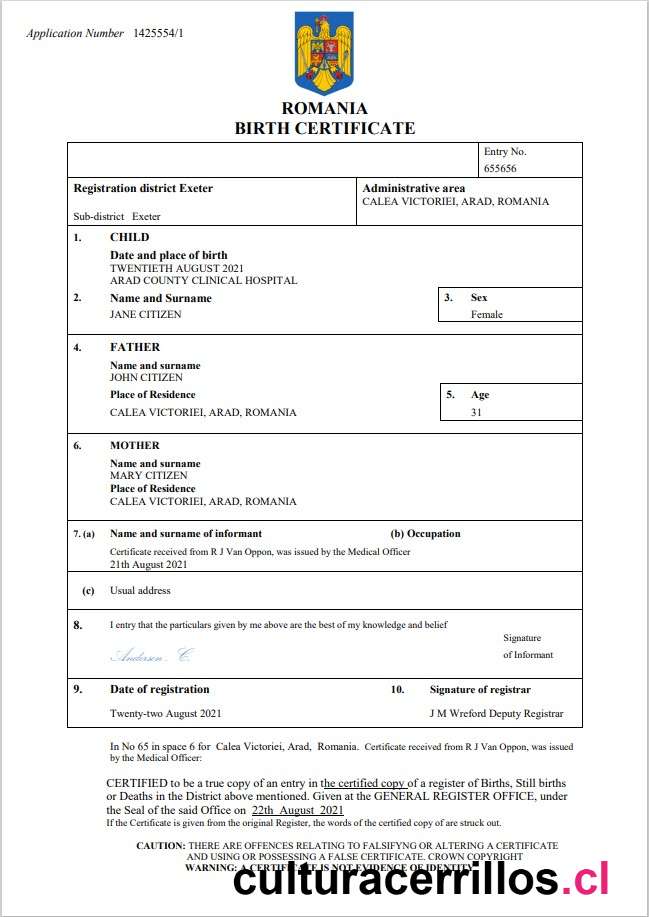 Application Number 1425554/1
ROMANIA
BIRTH CERTIFICATE
Entry No.
655656
Registration district Exeter
Sub-district Exeter
Administrative area
CALEA VICTORIEI, ARAD, ROMANIA
1. CHILD
Date and place of birth
TWENTIETH AUGUST 2021
ARAD COUNTY CLINICAL HOSPITAL
2. Name and Surname
JANE CITIZEN
3. Sex
Female
4. FATHER
Name and surname
JOHN CITIZEN
Place of Residence
CALEA VICTORIEI, ARAD, ROMANIA
5. Age
31
6. MOTHER
Name and surname
MARY CITIZEN
Place of Residence
CALEA VICTORIEI, ARAD, ROMANIA
7. (a) Name and surname of informant (b) Occupation
Certificate received from R J Van Oppon, was issued by the Medical Officer
21th August 2021
(c) Usual address
8. I entry that the particulars given by me above are the best of my knowledge and belief
Andersen . C.
Signature
of Informant
9. Date of registration
Twenty-two August 2021
10. Signature of registrar
J M Wreford Deputy Registrar
In No 65 in space 6 for Calea Victoriei, Arad, Romania. Certificate received from R J Van Oppon, was issued
by the Medical Officer:
CERTIFIED to be a true copy of an entry in the certified copy of a register of Births, Still births
or Deaths in the District above mentioned. Given at the GENERAL REGISTER OFFICE, under
the Seal of the said Office on 22th August 2021
If the Certificate is given from the original Register, the words of the certified copy of are struck out.
CAUTION: THERE ARE OFFENCES RELATING TO FALSIFYNG OR ALTERING A CERTIFICATE
AND USING OR POSSESSING A FALSE CERTIFICATE. CROWN COPYRIGHT
WARNING: A CERTIFICATE IS NOT EVIDENCE OF IDENTITY
culturacerrillos.cl